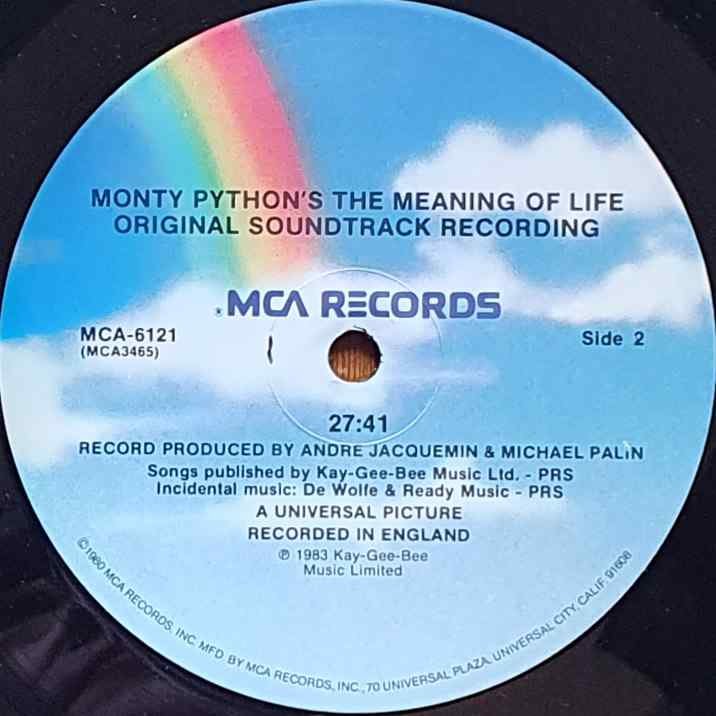 MONTY PYTHON'S THE MEANING OF LIFE
ORIGINAL SOUNDTRACK RECORDING
MCA RECORDS
MCA-6121
(MCA3465)
Side 2
27:41
RECORD PRODUCED BY ANDRE JACQUEMIN & MICHAEL PALIN
Songs published by Kay-Gee-Bee Music Ltd. - PRS
Incidental music: De Wolfe & Ready Music - PRS
A UNIVERSAL PICTURE
RECORDED IN ENGLAND
℗ 1983 Kay-Gee-Bee
Music Limited
©1980 MCA RECORDS, INC. MFD. BY MCA RECORDS, INC., 70 UNIVERSAL PLAZA, UNIVERSAL CITY, CALIF. 91608